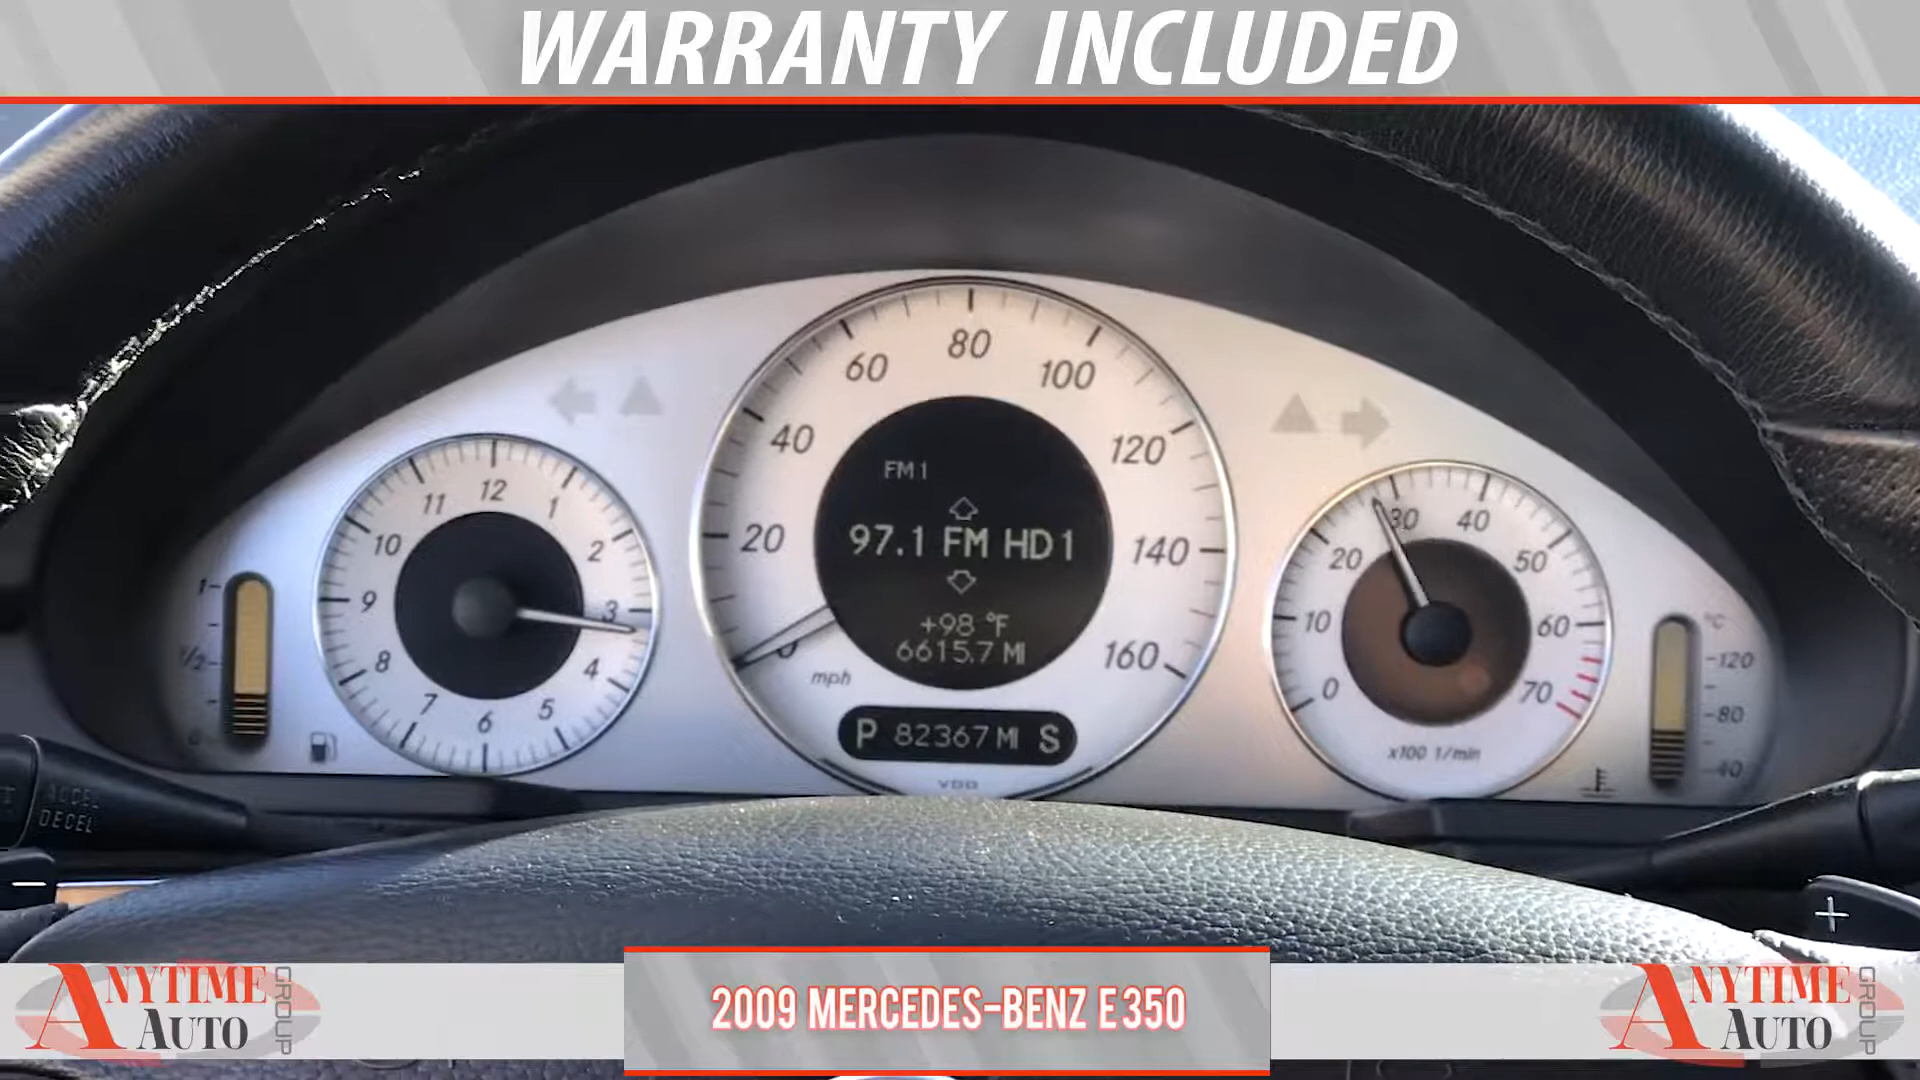 WARRANTY INCLUDED
80
60
100
40
120
FM1
12
11
1
97.1 FM HD1
30
40
10
2
20
140
20
50
1
9
3
+98 °F
10
60
°C
1/2
8
4
6615.7 MI
160
120
0
mph
0
70
7
5
6
P 82367 MI S
80
x100 1/min
40
VDO
ACCEL
DECEL
−
+
ANYTIME
AUTO
GROUP
2009 MERCEDES-BENZ E350
ANYTIME
AUTO
GROUP